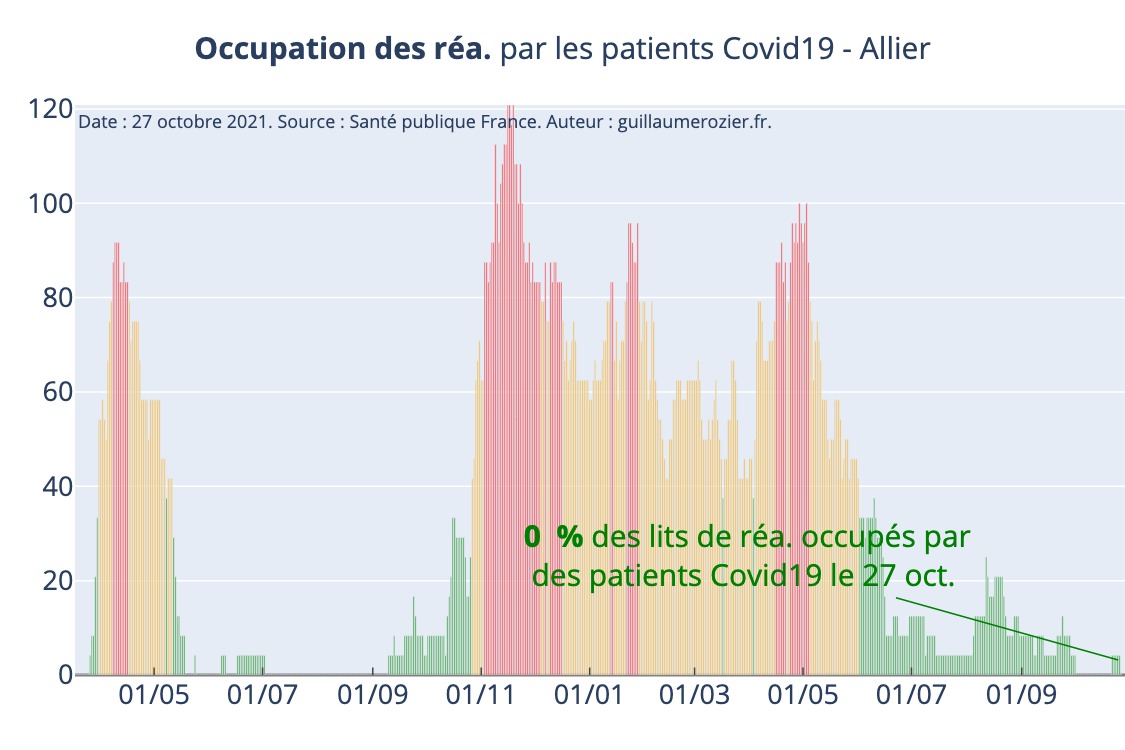 Occupation des réa. par les patients Covid19 - Allier
120
Date : 27 octobre 2021. Source : Santé publique France. Auteur : guillaumerozier.fr.
100
80
60
40
0 % des lits de réa. occupés par
des patients Covid19 le 27 oct.
20
0
01/05 01/07 01/09 01/11 01/01 01/03 01/05 01/07 01/09